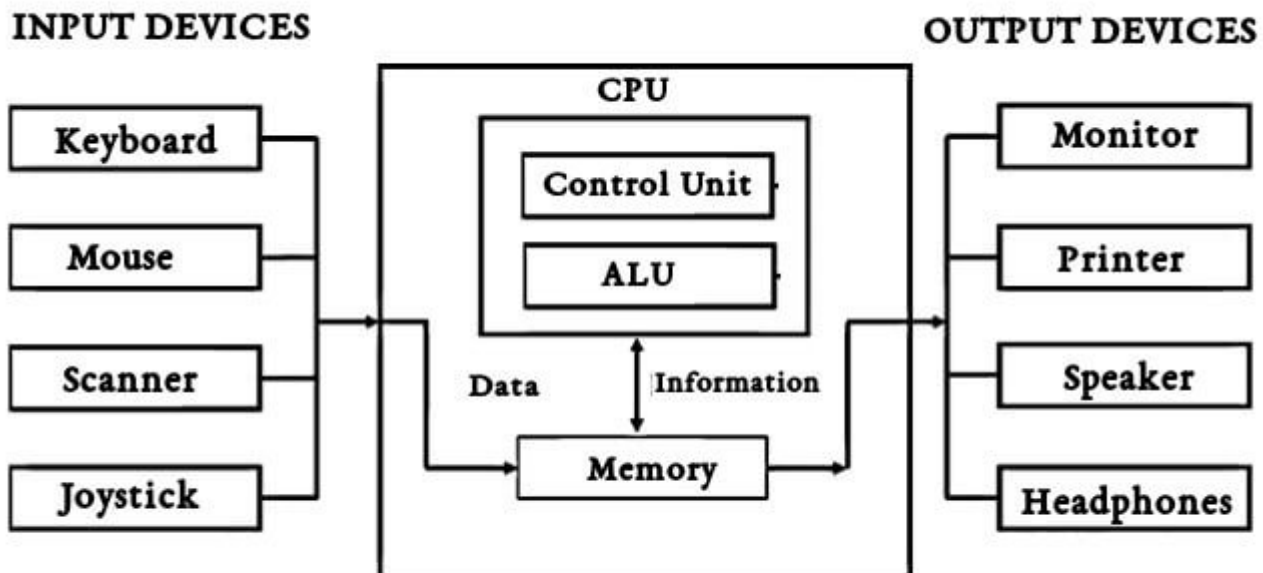 INPUT DEVICES
Keyboard
Mouse
Scanner
Joystick
CPU
Control Unit
ALU
Data
Information
Memory
OUTPUT DEVICES
Monitor
Printer
Speaker
Headphones